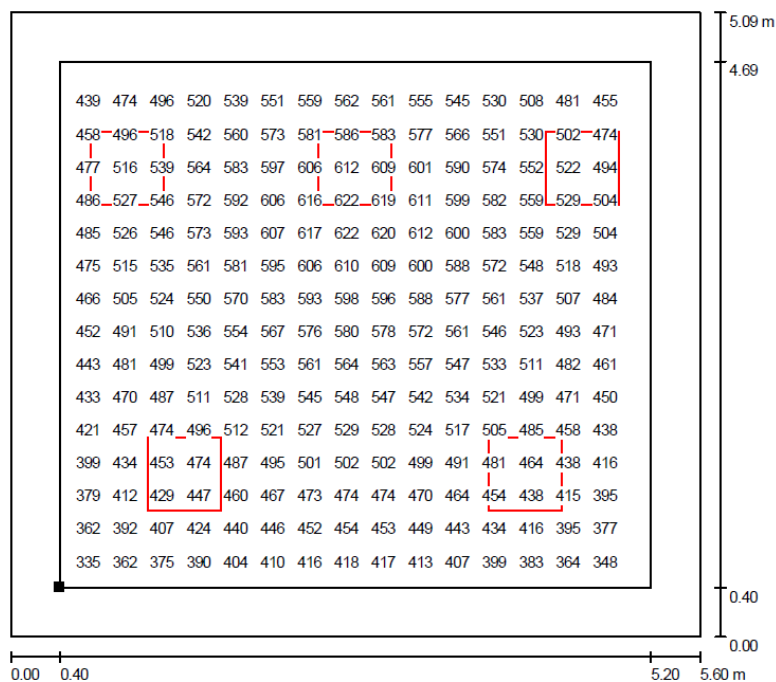 5.09 m
4.69
439 474 496 520 539 551 559 562 561 555 545 530 508 481 455
458 496 518 542 560 573 581 586 583 577 566 551 530 502 474
477 516 539 564 583 597 606 612 609 601 590 574 552 522 494
486 527 546 572 592 606 616 622 619 611 599 582 559 529 504
485 526 546 573 593 607 617 622 620 612 600 583 559 529 504
475 515 535 561 581 595 606 610 609 600 588 572 548 518 493
466 505 524 550 570 583 593 598 596 588 577 561 537 507 484
452 491 510 536 554 567 576 580 578 572 561 546 523 493 471
443 481 499 523 541 553 561 564 563 557 547 533 511 482 461
433 470 487 511 528 539 545 548 547 542 534 521 499 471 450
421 457 474 496 512 521 527 529 528 524 517 505 485 458 438
399 434 453 474 487 495 501 502 502 499 491 481 464 438 416
379 412 429 447 460 467 473 474 474 470 464 454 438 415 395
362 392 407 424 440 446 452 454 453 449 443 434 416 395 377
335 362 375 390 404 410 416 418 417 413 407 399 383 364 348
0.40
0.00
0.00 0.40 5.20 5.60 m